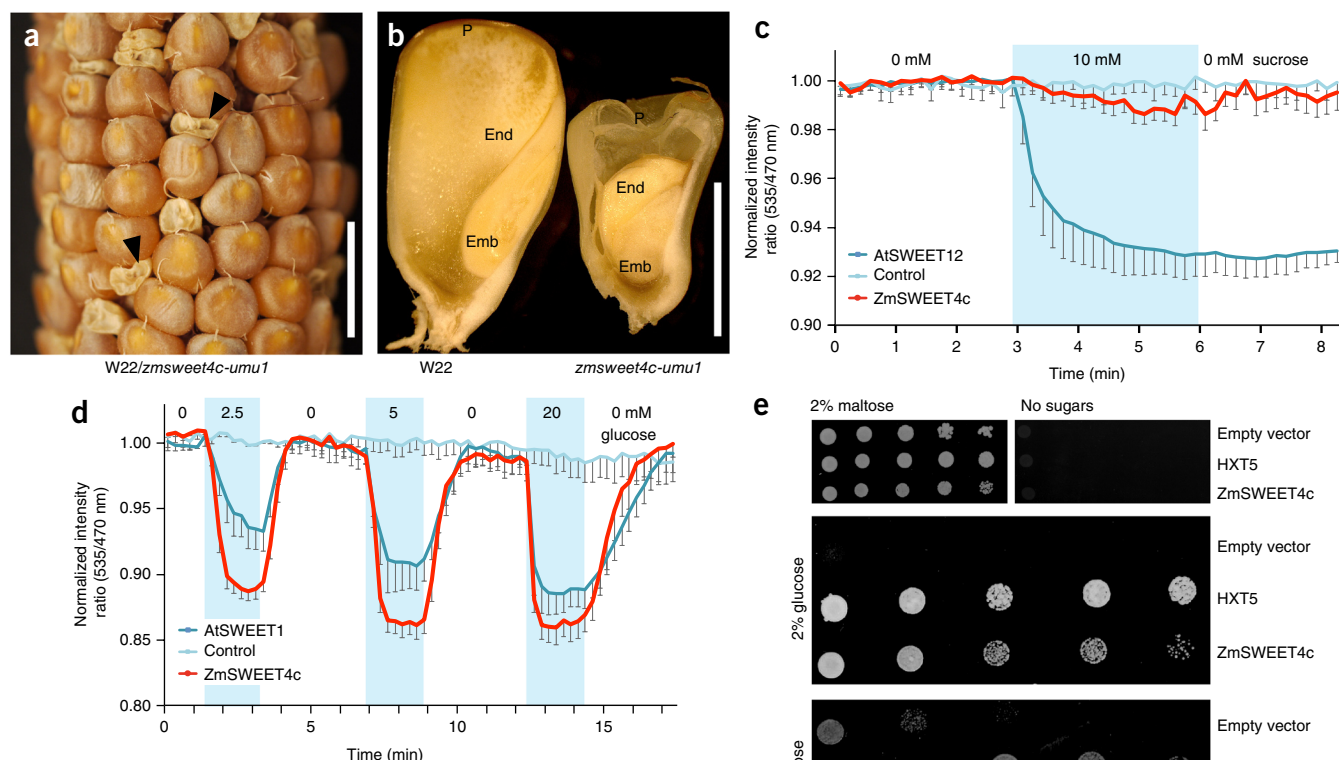 a
W22/zmsweet4c-umu1
b
P
End
Emb
P
End
Emb
W22 zmsweet4c-umu1
c
0 mM 10 mM 0 mM sucrose
Normalized intensity
ratio (535/470 nm)
1.00
0.98
0.96
0.94
0.92
0.90
AtSWEET12
Control
ZmSWEET4c
0 1 2 3 4 5 6 7 8
Time (min)
d
0 2.5 0 5 0 20 0 mM
glucose
Normalized intensity
ratio (535/470 nm)
1.00
0.95
0.90
0.85
0.80
AtSWEET1
Control
ZmSWEET4c
0 5 10 15
Time (min)
e
2% maltose No sugars
Empty vector
HXT5
ZmSWEET4c
2% glucose
Empty vector
HXT5
ZmSWEET4c
Empty vector